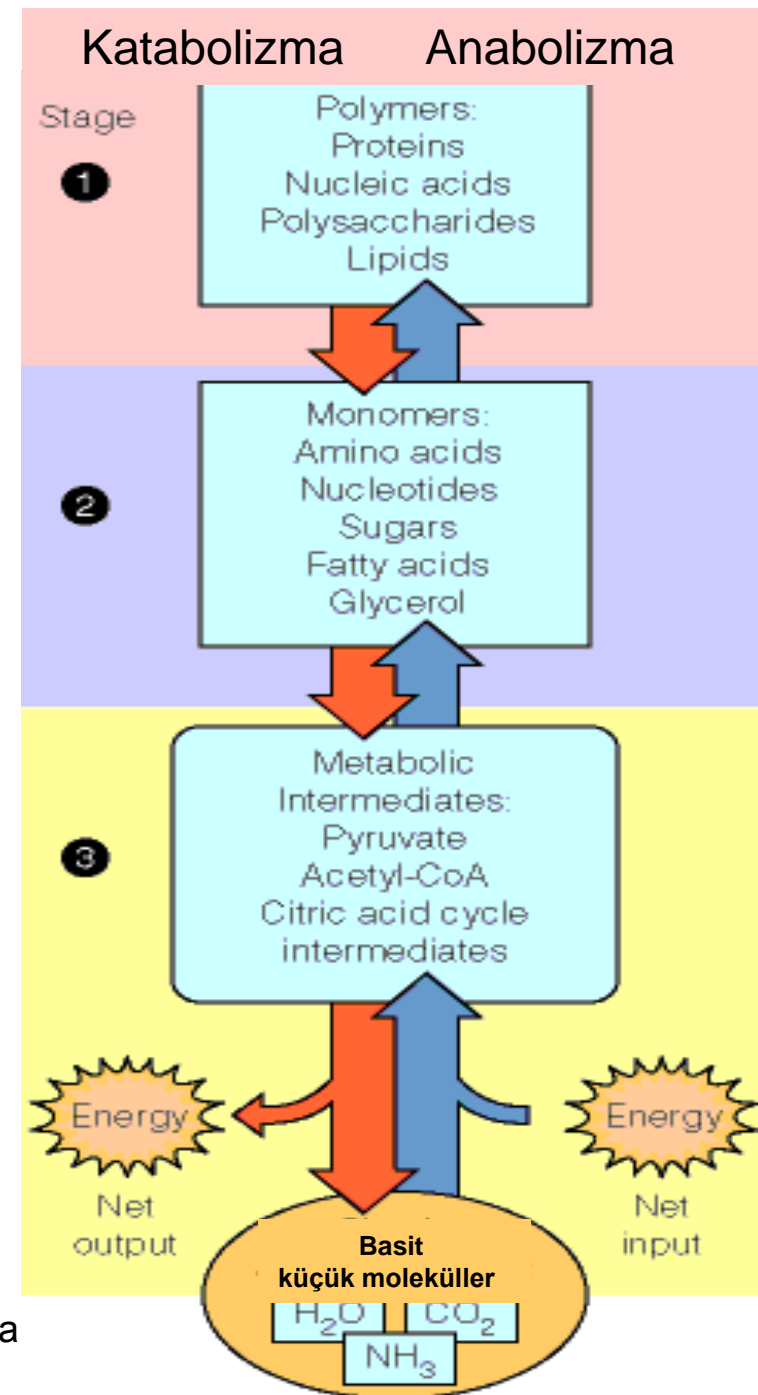 Katabolizma Anabolizma
Stage
1
Polymers:
Proteins
Nucleic acids
Polysaccharides
Lipids
2
Monomers:
Amino acids
Nucleotides
Sugars
Fatty acids
Glycerol
3
Metabolic
Intermediates:
Pyruvate
Acetyl-CoA
Citric acid cycle
intermediates
Energy
Net
output
Energy
Net
input
Basit
küçük moleküller
H₂O CO₂
NH₃
a